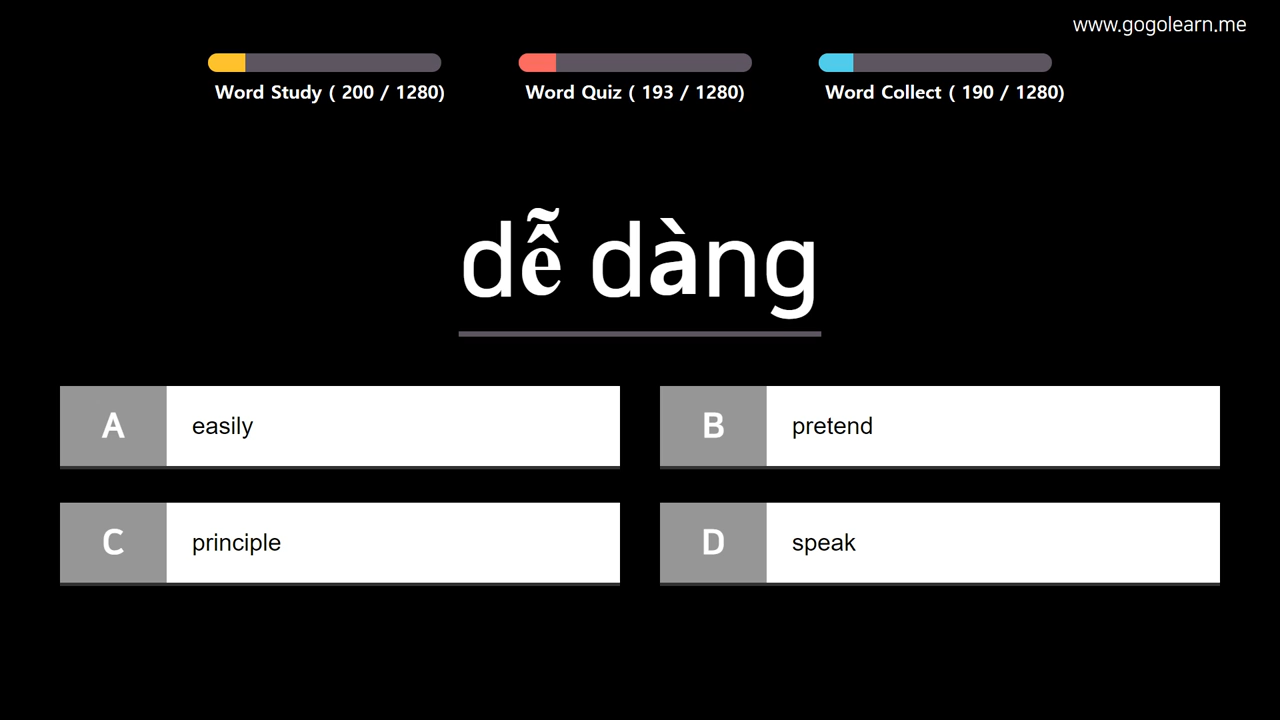 www.gogolearn.me
Word Study ( 200 / 1280)
Word Quiz ( 193 / 1280)
Word Collect ( 190 / 1280)
dễ dàng
A easily
B pretend
C principle
D speak